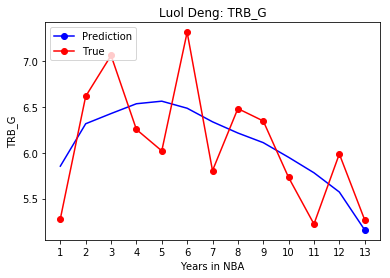 Luol Deng: TRB_G
Prediction
True
TRB_G
7.0
6.5
6.0
5.5
1 2 3 4 5 6 7 8 9 10 11 12 13
Years in NBA